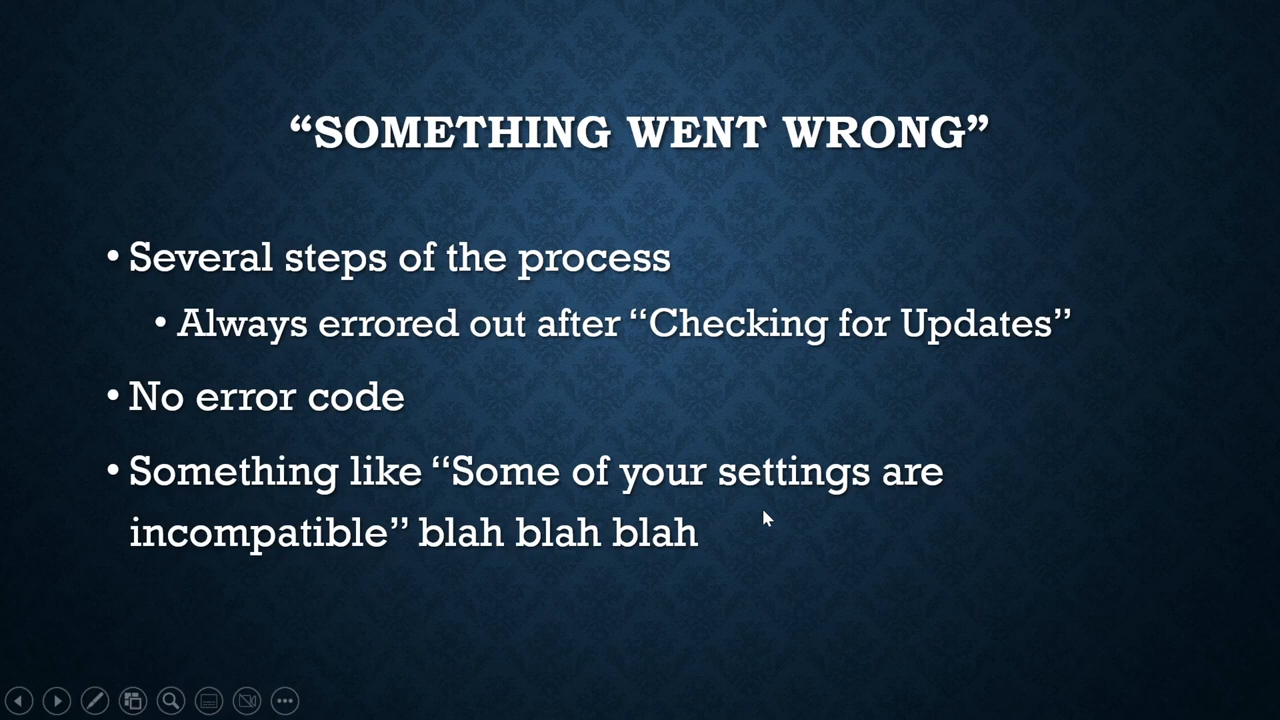 “SOMETHING WENT WRONG”
• Several steps of the process
• Always errored out after “Checking for Updates”
• No error code
• Something like “Some of your settings are
incompatible” blah blah blah